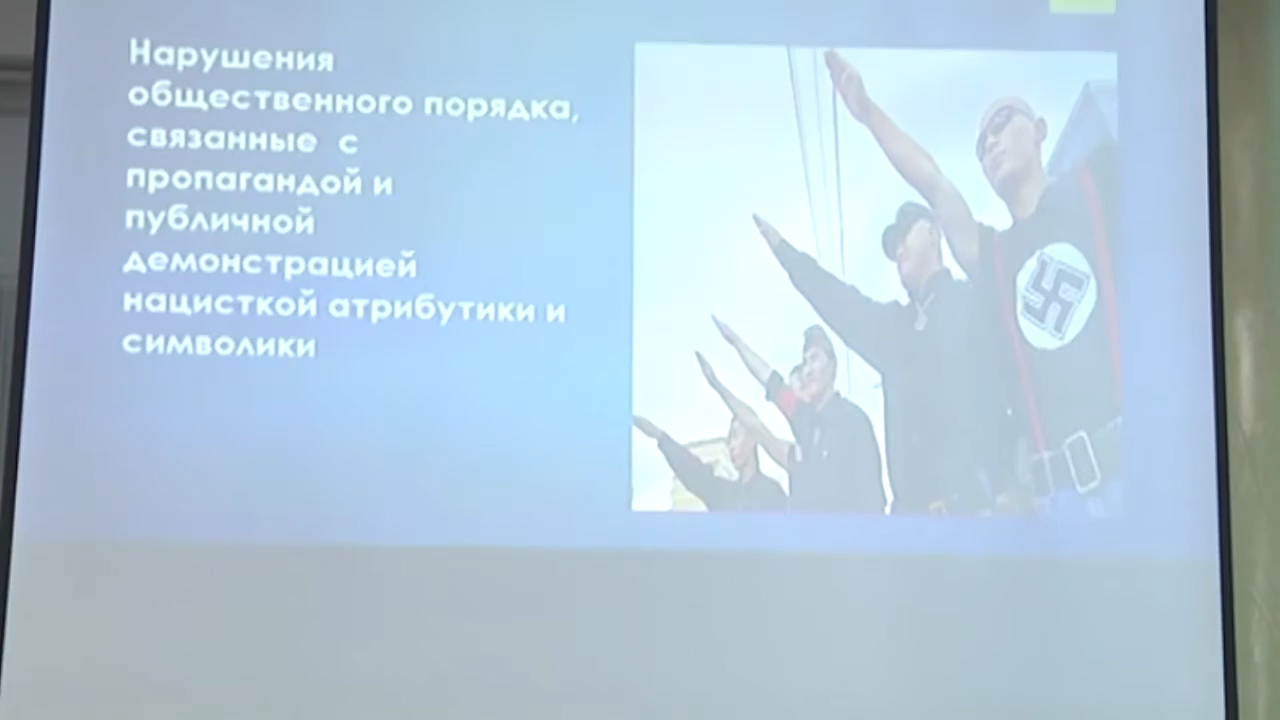 Нарушения
общественного порядка,
связанные с
пропагандой и
публичной
демонстрацией
нацисткой атрибутики и
символики